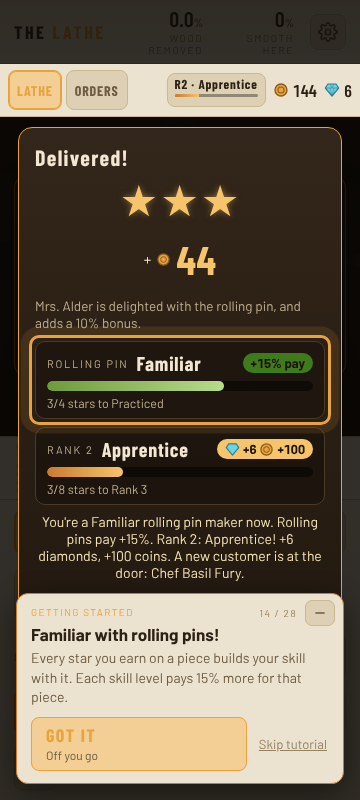 THE LATHE
0.0%
WOOD
REMOVED
0%
SMOOTH
HERE
LATHE
ORDERS
R2 · Apprentice
144
6
Delivered!
+ 44
Mrs. Alder is delighted with the rolling pin, and
adds a 10% bonus.
ROLLING PIN Familiar +15% pay
3/4 stars to Practiced
RANK 2 Apprentice +6 +100
3/8 stars to Rank 3
You're a Familiar rolling pin maker now. Rolling
pins pay +15%. Rank 2: Apprentice! +6
diamonds, +100 coins. A new customer is at the
door: Chef Basil Fury.
GETTING STARTED 14 / 28
Familiar with rolling pins!
Every star you earn on a piece builds your skill
with it. Each skill level pays 15% more for that
piece.
GOT IT
Off you go
Skip tutorial